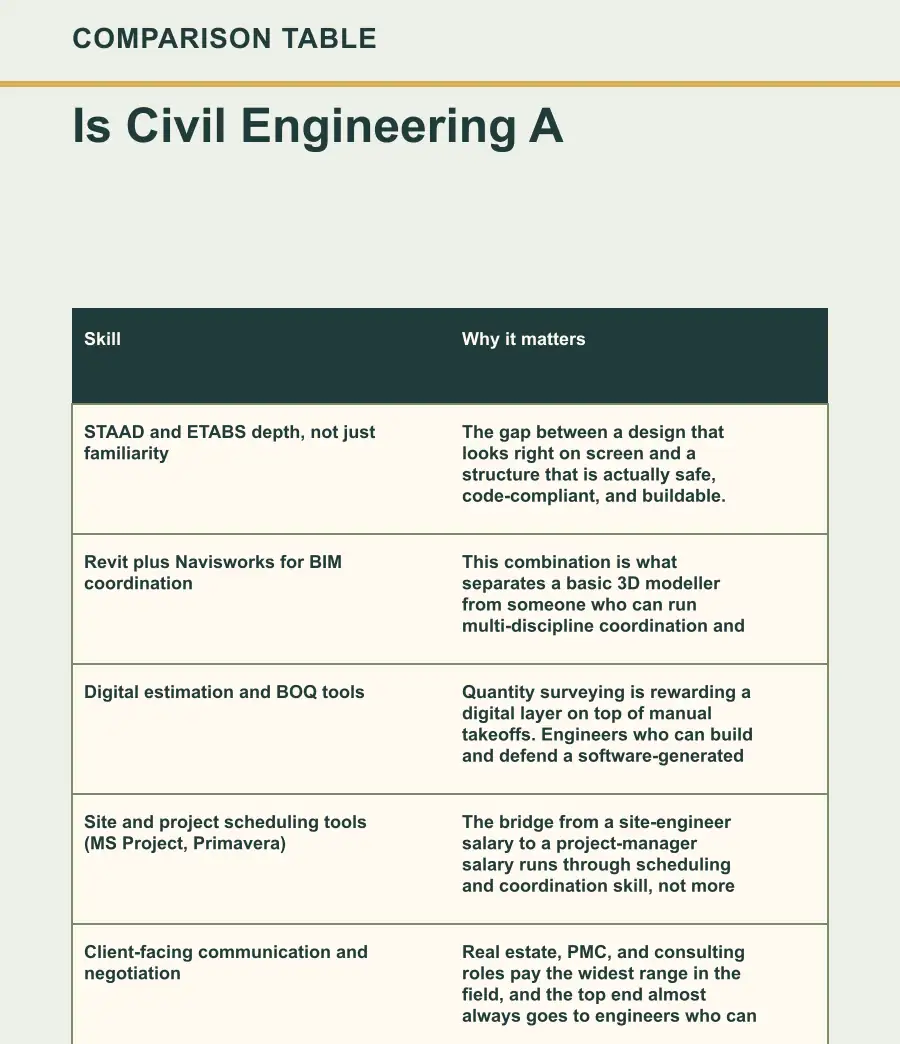 COMPARISON TABLE
Is Civil Engineering A
Skill
Why it matters
STAAD and ETABS depth, not just
familiarity
The gap between a design that
looks right on screen and a
structure that is actually safe,
code-compliant, and buildable.
Revit plus Navisworks for BIM
coordination
This combination is what
separates a basic 3D modeller
from someone who can run
multi-discipline coordination and
Digital estimation and BOQ tools
Quantity surveying is rewarding a
digital layer on top of manual
takeoffs. Engineers who can build
and defend a software-generated
Site and project scheduling tools
(MS Project, Primavera)
The bridge from a site-engineer
salary to a project-manager
salary runs through scheduling
and coordination skill, not more
Client-facing communication and
negotiation
Real estate, PMC, and consulting
roles pay the widest range in the
field, and the top end almost
always goes to engineers who can